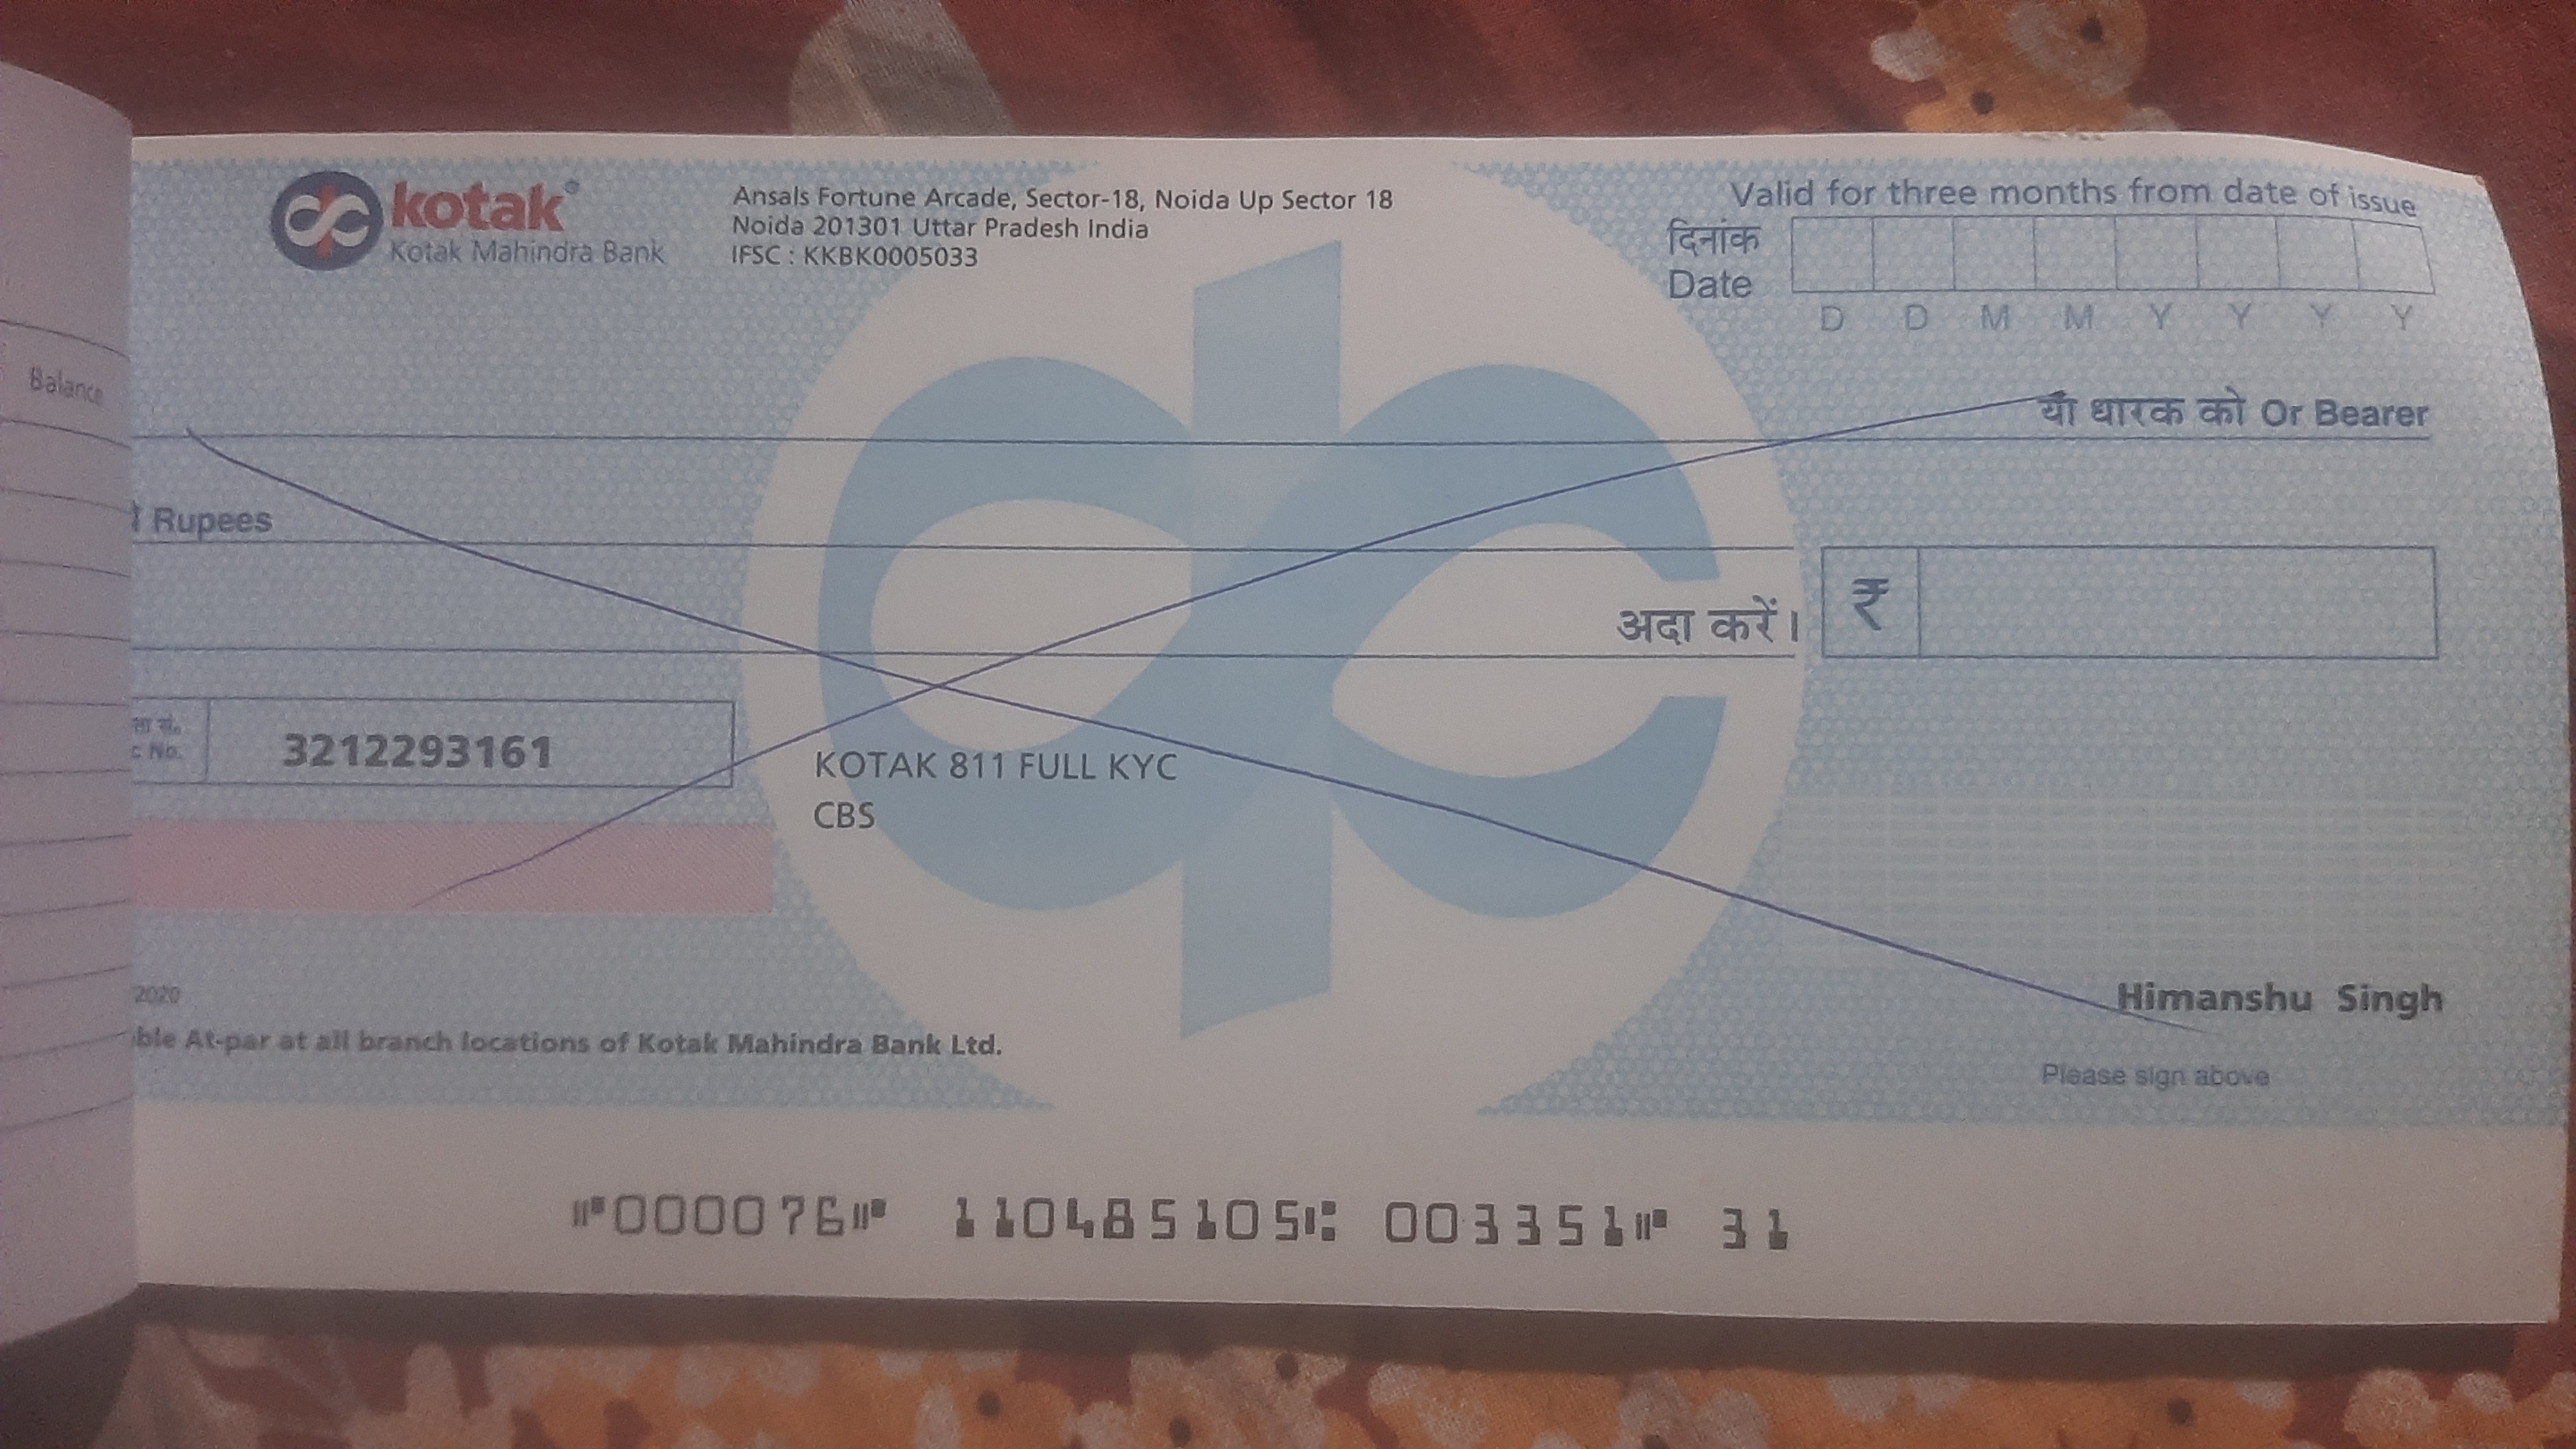 Balance
kotak®
Kotak Mahindra Bank
Ansals Fortune Arcade, Sector-18, Noida Up Sector 18
Noida 201301 Uttar Pradesh India
IFSC : KKBK0005033
Valid for three months from date of issue
दिनांक
Date
D D M M Y Y Y Y
या धारक को Or Bearer
Rupees
अदा करें।
₹
c No.
3212293161
KOTAK 811 FULL KYC
CBS
2020
Himanshu Singh
ble At-par at all branch locations of Kotak Mahindra Bank Ltd.
Please sign above
⑈000076⑈ 110485105⑆ 003351⑈ 31